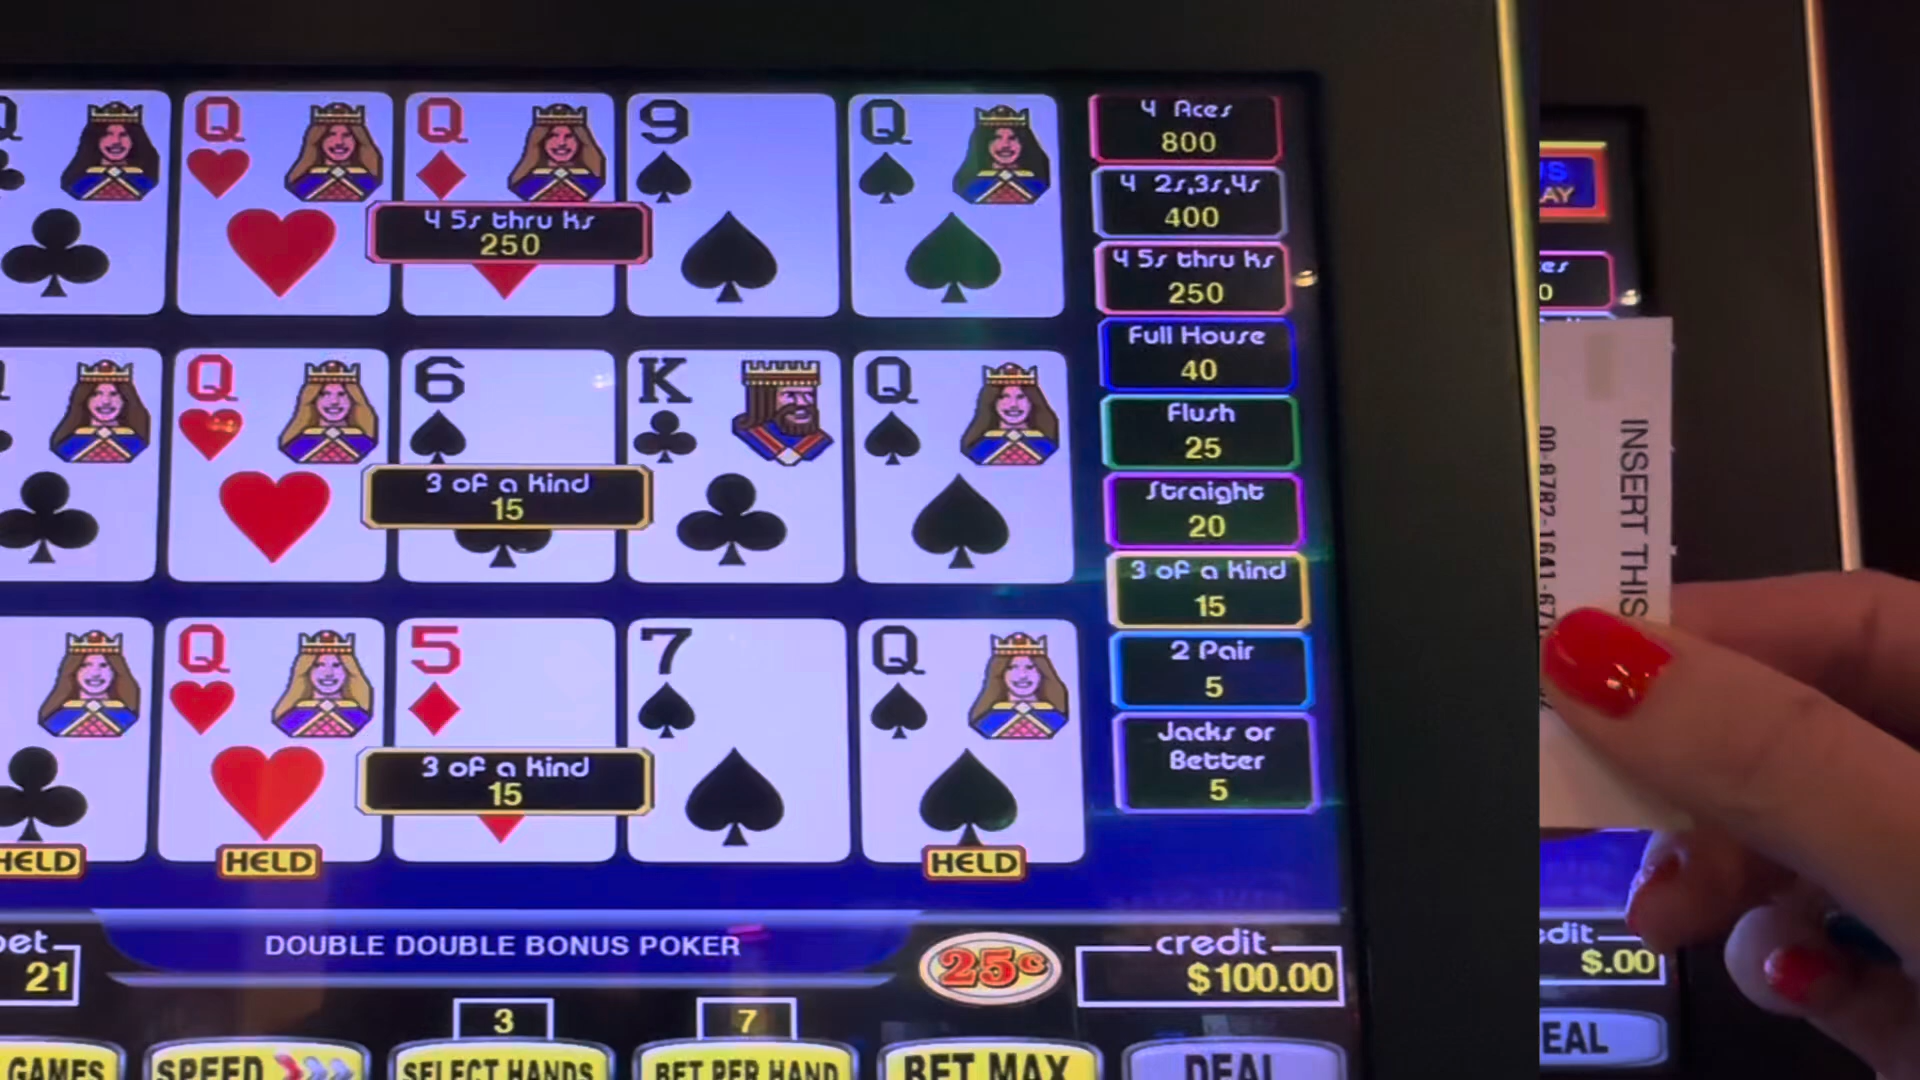 Q
Q
9
Q
4 5s thru Ks
250
Q
6
K
Q
3 of a Kind
15
Q
5
7
Q
3 of a Kind
15
HELD
HELD
HELD
4 Aces
800
4 2s,3s,4s
400
4 5s thru Ks
250
Full House
40
Flush
25
Straight
20
3 of a Kind
15
2 Pair
5
Jacks or
Better
5
bet
21
DOUBLE DOUBLE BONUS POKER
25¢
credit
$100.00
3
7
GAMES
SPEED
SELECT HANDS
BET PER HAND
BET MAX
DEAL
INSERT THIS
00-8782-1641-67
$.00